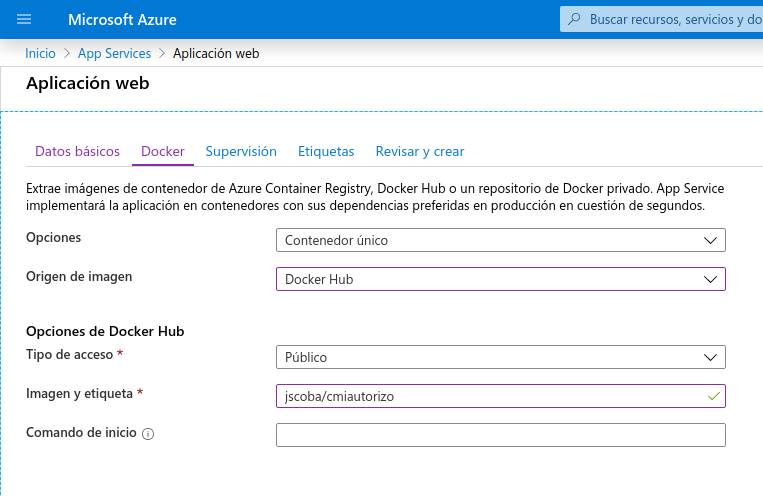 Microsoft Azure
Buscar recursos, servicios y do
Inicio > App Services > Aplicación web
Aplicación web
Datos básicos Docker Supervisión Etiquetas Revisar y crear
Extrae imágenes de contenedor de Azure Container Registry, Docker Hub o un repositorio de Docker privado. App Service
implementará la aplicación en contenedores con sus dependencias preferidas en producción en cuestión de segundos.
Opciones Contenedor único
Origen de imagen Docker Hub
Opciones de Docker Hub
Tipo de acceso * Público
Imagen y etiqueta * jscoba/cmiautorizo
Comando de inicio